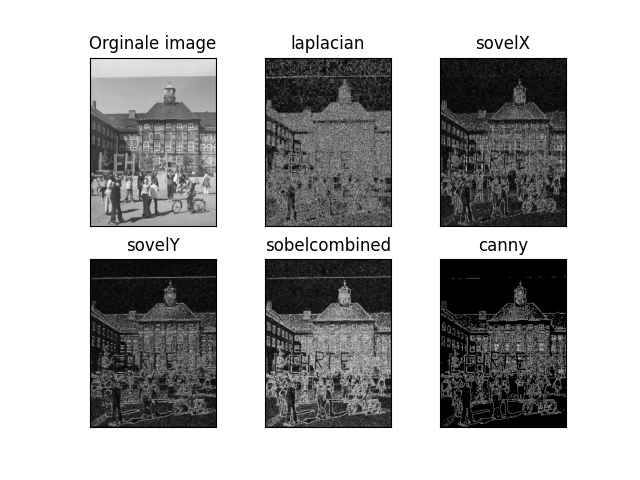 Orginale image
laplacian
sovelX
sovelY
sobelcombined
canny